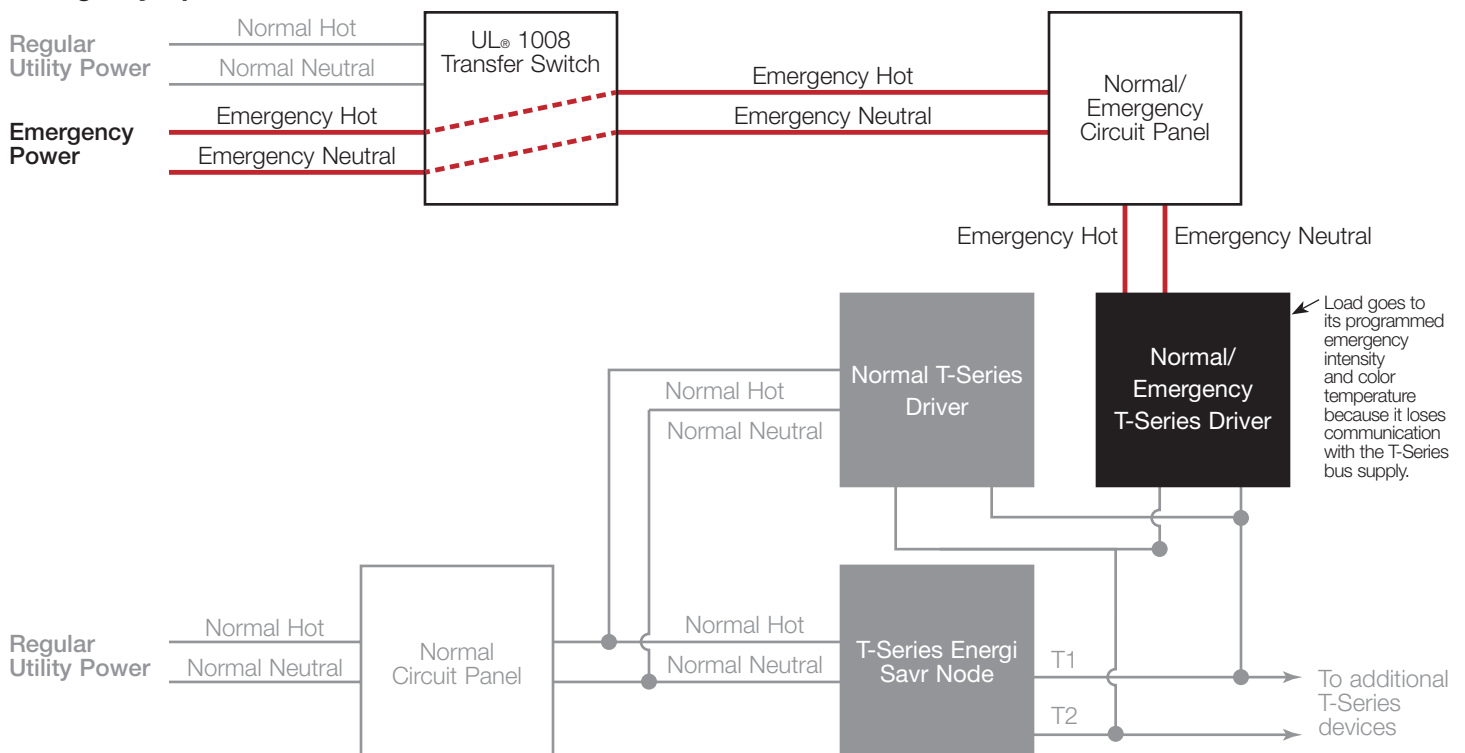 Regular
Utility Power
Normal Hot
Normal Neutral
UL® 1008
Transfer Switch
Emergency
Power
Emergency Hot
Emergency Neutral
Emergency Hot
Emergency Neutral
Normal/
Emergency
Circuit Panel
Emergency Hot
Emergency Neutral
Load goes to
its programmed
emergency
intensity
and color
temperature
because it loses
communication
with the T-Series
bus supply.
Normal T-Series
Driver
Normal/
Emergency
T-Series Driver
Normal Hot
Normal Neutral
Regular
Utility Power
Normal Hot
Normal Neutral
Normal
Circuit Panel
Normal Hot
Normal Neutral
T-Series Energi
Savr Node
T1
T2
To additional
T-Series
devices